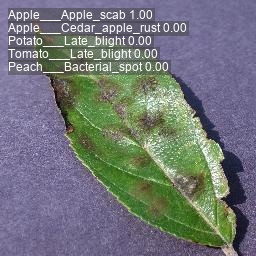 Apple___Apple_scab 1.00
Apple___Cedar_apple_rust 0.00
Potato___Late_blight 0.00
Tomato___Late_blight 0.00
Peach___Bacterial_spot 0.00